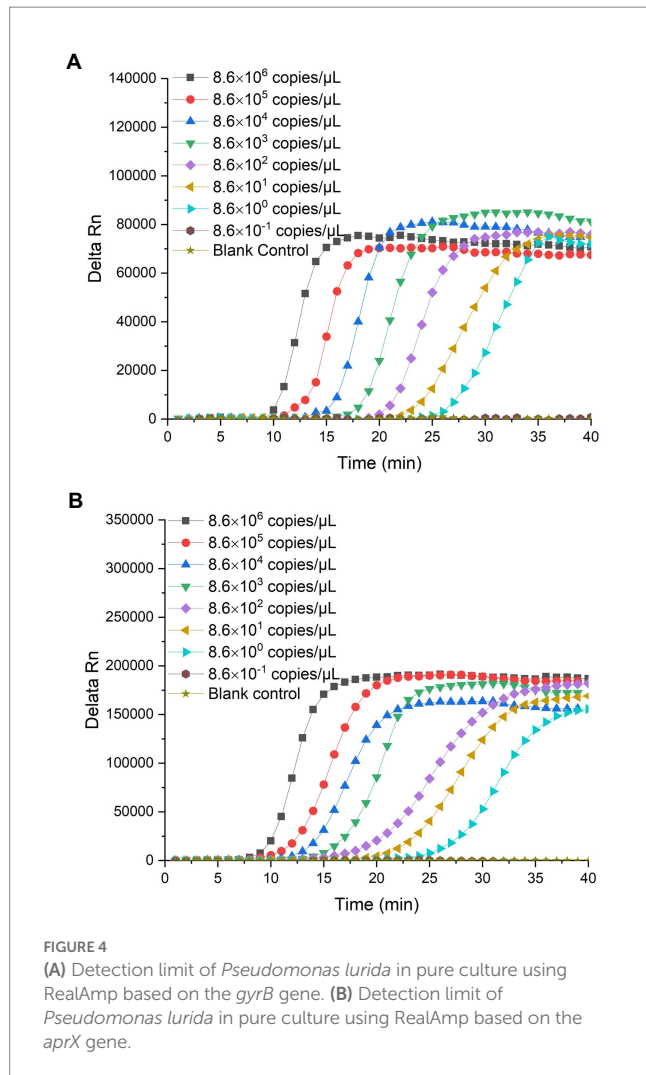 A
140000
120000
100000
80000
60000
40000
20000
0
Delta Rn
8.6×10⁶ copies/µL
8.6×10⁵ copies/µL
8.6×10⁴ copies/µL
8.6×10³ copies/µL
8.6×10² copies/µL
8.6×10¹ copies/µL
8.6×10⁰ copies/µL
8.6×10⁻¹ copies/µL
Blank Control
0 5 10 15 20 25 30 35 40
Time (min)
B
350000
300000
250000
200000
150000
100000
50000
0
Delata Rn
8.6×10⁶ copies/µL
8.6×10⁵ copies/µL
8.6×10⁴ copies/µL
8.6×10³ copies/µL
8.6×10² copies/µL
8.6×10¹ copies/µL
8.6×10⁰ copies/µL
8.6×10⁻¹ copies/µL
Blank control
0 5 10 15 20 25 30 35 40
Time (min)
FIGURE 4
(A) Detection limit of Pseudomonas lurida in pure culture using
RealAmp based on the gyrB gene. (B) Detection limit of
Pseudomonas lurida in pure culture using RealAmp based on the
aprX gene.